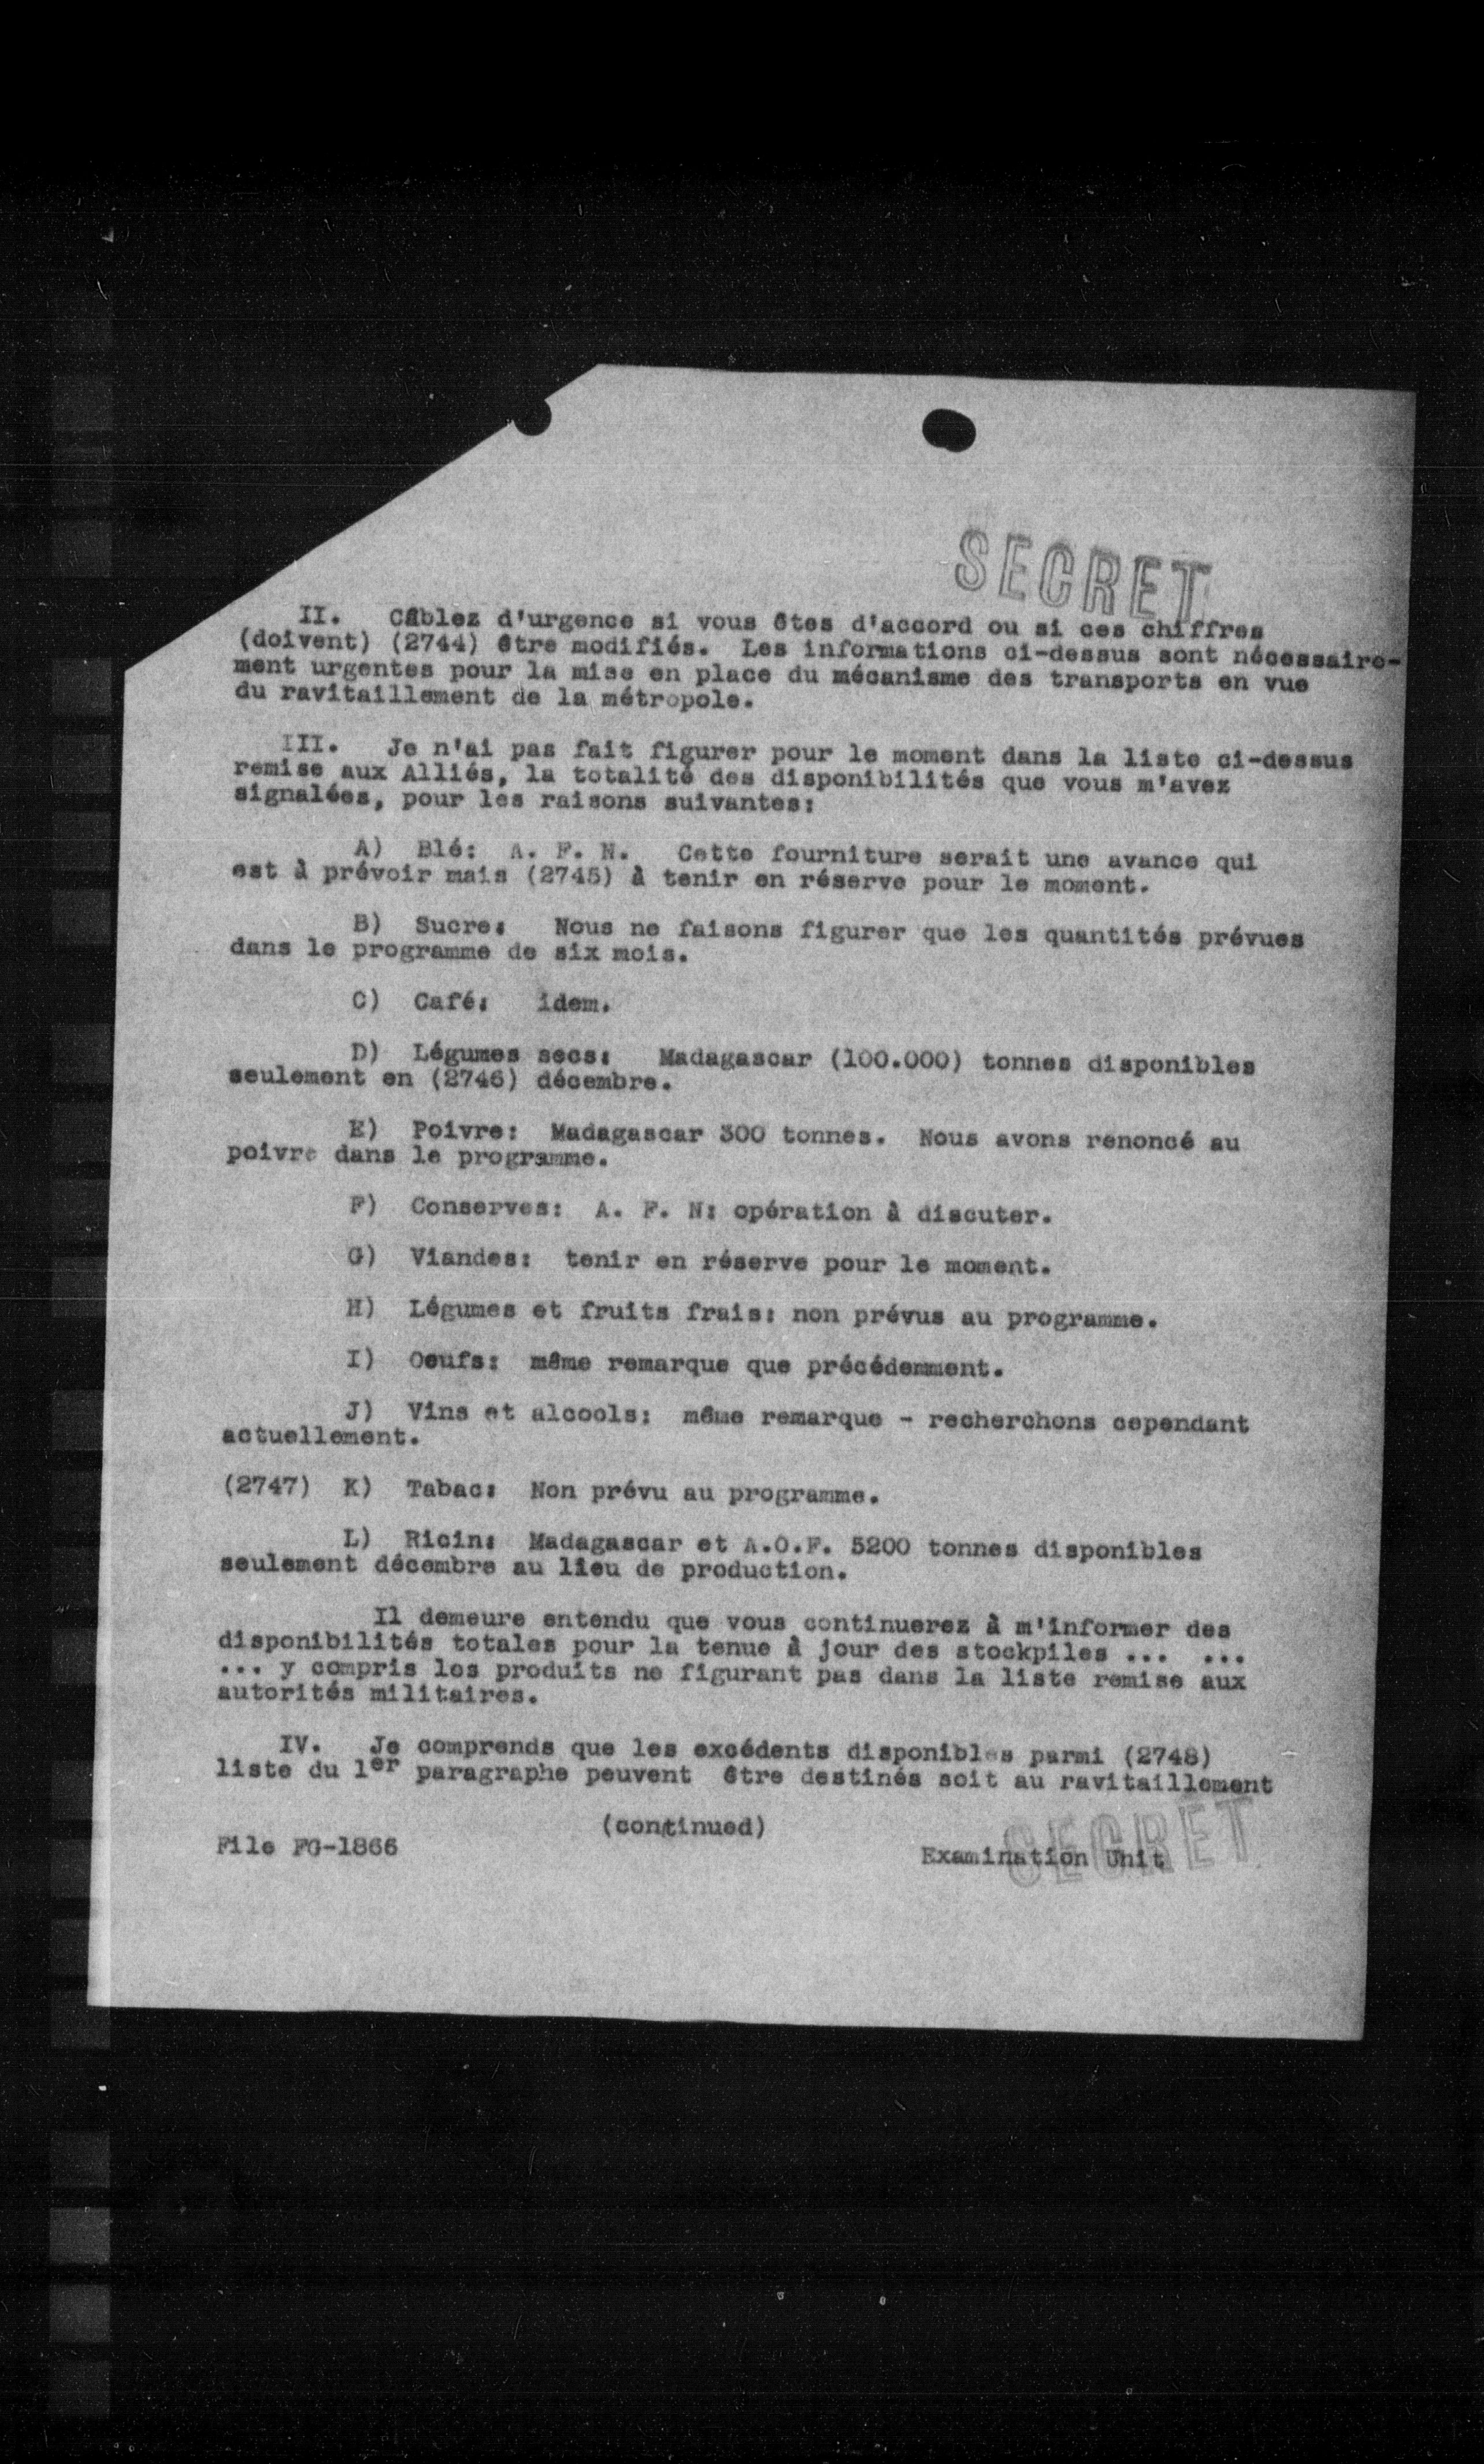 SECRET
II. Câblez d'urgence si vous êtes d'accord ou si ces chiffres
(doivent) (2744) être modifiés. Les informations ci-dessus sont nécessaire-
ment urgentes pour la mise en place du mécanisme des transports en vue
du ravitaillement de la métropole.
III. Je n'ai pas fait figurer pour le moment dans la liste ci-dessus
remise aux Alliés, la totalité des disponibilités que vous m'avez
signalées, pour les raisons suivantes:
A) Blé: A. F. N. Cette fourniture serait une avance qui
est à prévoir mais (2745) à tenir en réserve pour le moment.
B) Sucre: Nous ne faisons figurer que les quantités prévues
dans le programme de six mois.
C) Café: idem.
D) Légumes secs: Madagascar (100.000) tonnes disponibles
seulement en (2746) décembre.
E) Poivre: Madagascar 300 tonnes. Nous avons renoncé au
poivre dans le programme.
F) Conserves: A. F. N: opération à discuter.
G) Viandes: tenir en réserve pour le moment.
H) Légumes et fruits frais: non prévus au programme.
I) Oeufs: même remarque que précédemment.
J) Vins et alcools: même remarque - recherchons cependant
actuellement.
(2747) K) Tabac: Non prévu au programme.
L) Ricin: Madagascar et A.O.F. 5200 tonnes disponibles
seulement décembre au lieu de production.
Il demeure entendu que vous continuerez à m'informer des
disponibilités totales pour la tenue à jour des stockpiles ... ...
... y compris les produits ne figurant pas dans la liste remise aux
autorités militaires.
IV. Je comprends que les excédents disponibles parmi (2748)
liste du 1er paragraphe peuvent être destinés soit au ravitaillement
(continued)
File FG-1866
Examination Unit
SECRET